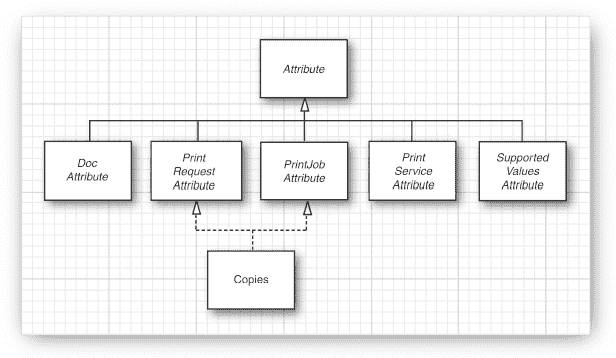 Attribute
Doc
Attribute
Print
Request
Attribute
PrintJob
Attribute
Print
Service
Attribute
Supported
Values
Attribute
Copies